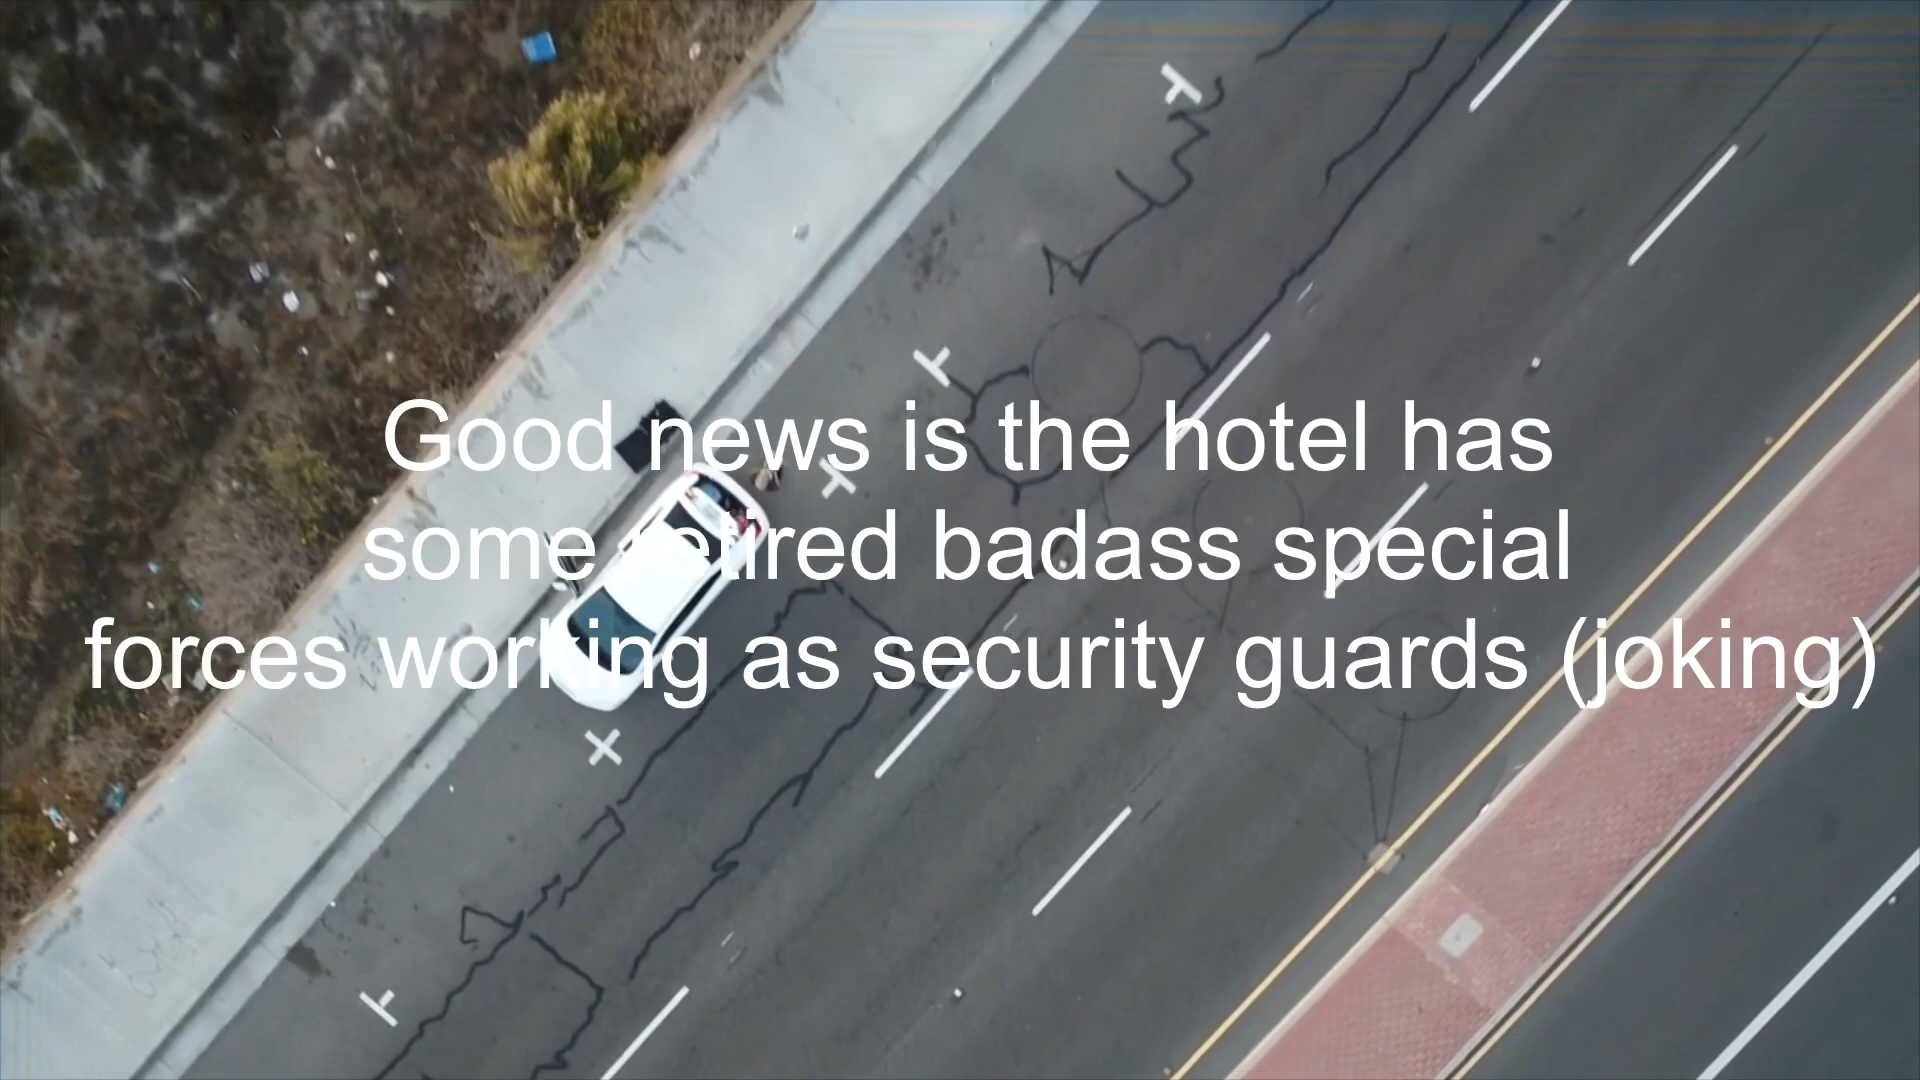 Good news is the hotel has
some retired badass special
forces working as security guards (joking)